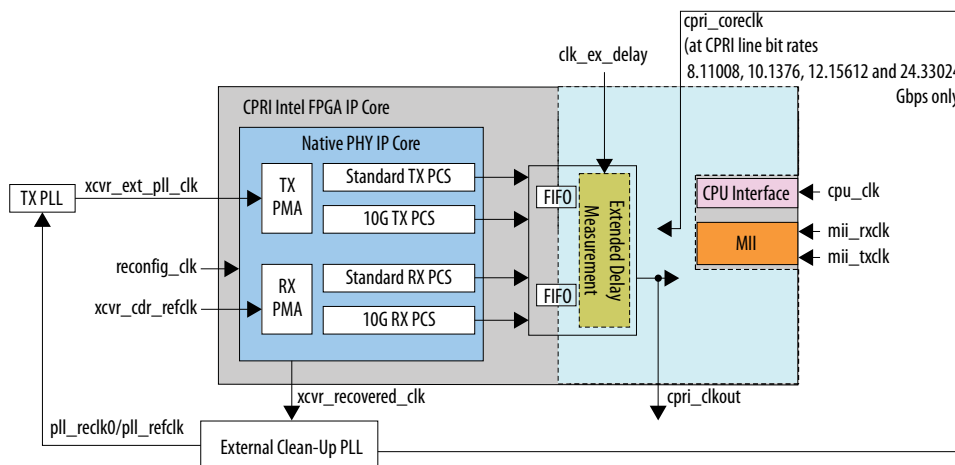 cpri_coreclk
(at CPRI line bit rates
8.11008, 10.1376, 12.15612 and 24.33024
Gbps only
clk_ex_delay
CPRI Intel FPGA IP Core
Native PHY IP Core
TX PLL
xcvr_ext_pll_clk
TX
PMA
Standard TX PCS
10G TX PCS
FIFO
Extended Delay
Measurement
CPU Interface
cpu_clk
MII
mii_rxclk
mii_txclk
reconfig_clk
xcvr_cdr_refclk
RX
PMA
Standard RX PCS
10G RX PCS
FIFO
xcvr_recovered_clk
cpri_clkout
pll_reclk0/pll_refclk
External Clean-Up PLL